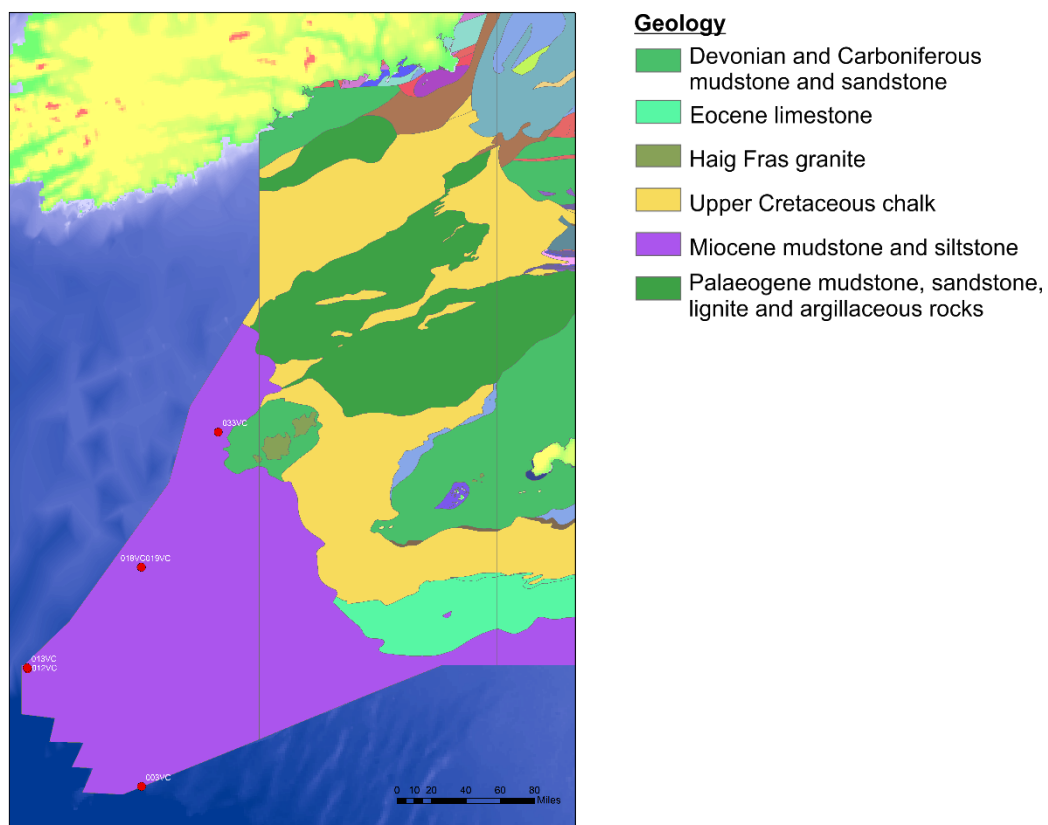 Geology
Devonian and Carboniferous
mudstone and sandstone
Eocene limestone
Haig Fras granite
Upper Cretaceous chalk
Miocene mudstone and siltstone
Palaeogene mudstone, sandstone,
lignite and argillaceous rocks
033VC
018VC019VC
013VC
012VC
003VC
0 10 20 40 60 80
Miles